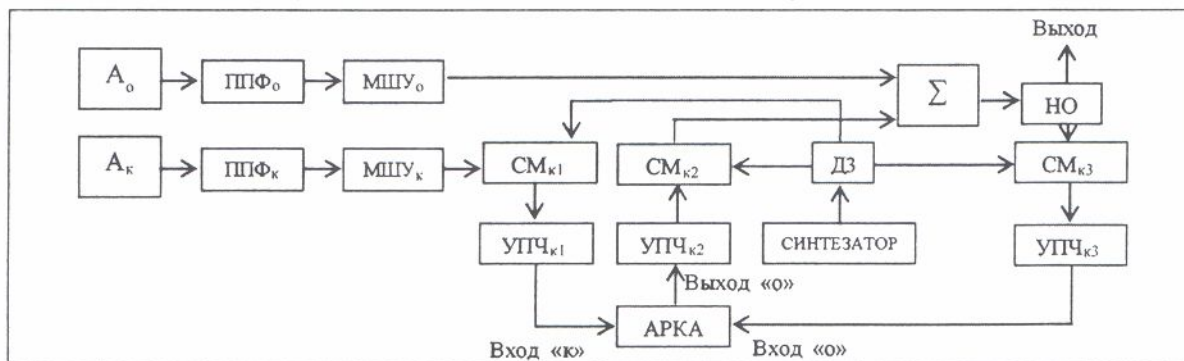 Выход
Aо
ППФо
МШУо
Σ
НО
Aк
ППФк
МШУк
СМк1
СМк2
ДЗ
СМк3
УПЧк1
УПЧк2
СИНТЕЗАТОР
УПЧк3
Выход «о»
АРКА
Вход «к»
Вход «о»